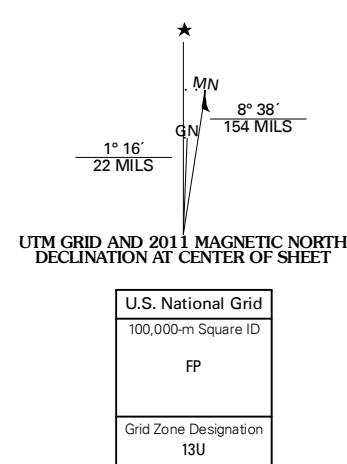 MN
GN
8° 38´
154 MILS
1° 16´
22 MILS
UTM GRID AND 2011 MAGNETIC NORTH
DECLINATION AT CENTER OF SHEET
U.S. National Grid
100,000-m Square ID
FP
Grid Zone Designation
13U